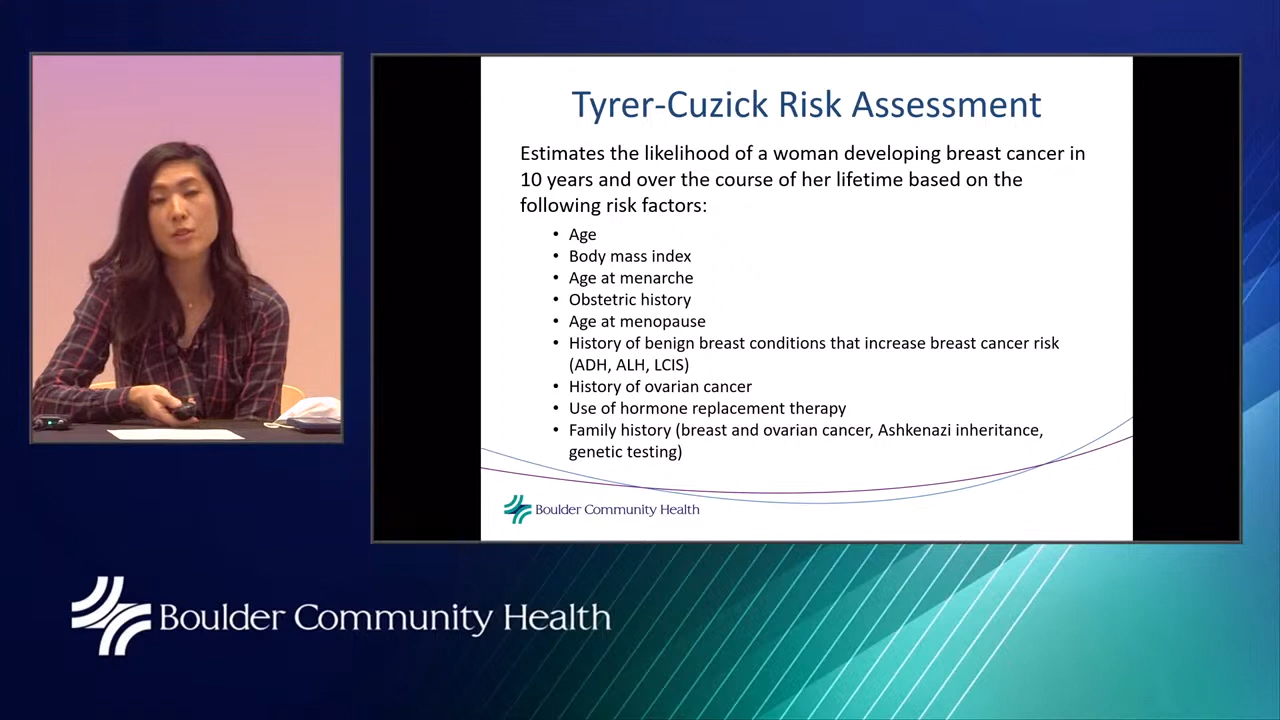 Tyrer-Cuzick Risk Assessment
Estimates the likelihood of a woman developing breast cancer in
10 years and over the course of her lifetime based on the
following risk factors:
• Age
• Body mass index
• Age at menarche
• Obstetric history
• Age at menopause
• History of benign breast conditions that increase breast cancer risk
(ADH, ALH, LCIS)
• History of ovarian cancer
• Use of hormone replacement therapy
• Family history (breast and ovarian cancer, Ashkenazi inheritance,
genetic testing)
Boulder Community Health
Boulder Community Health